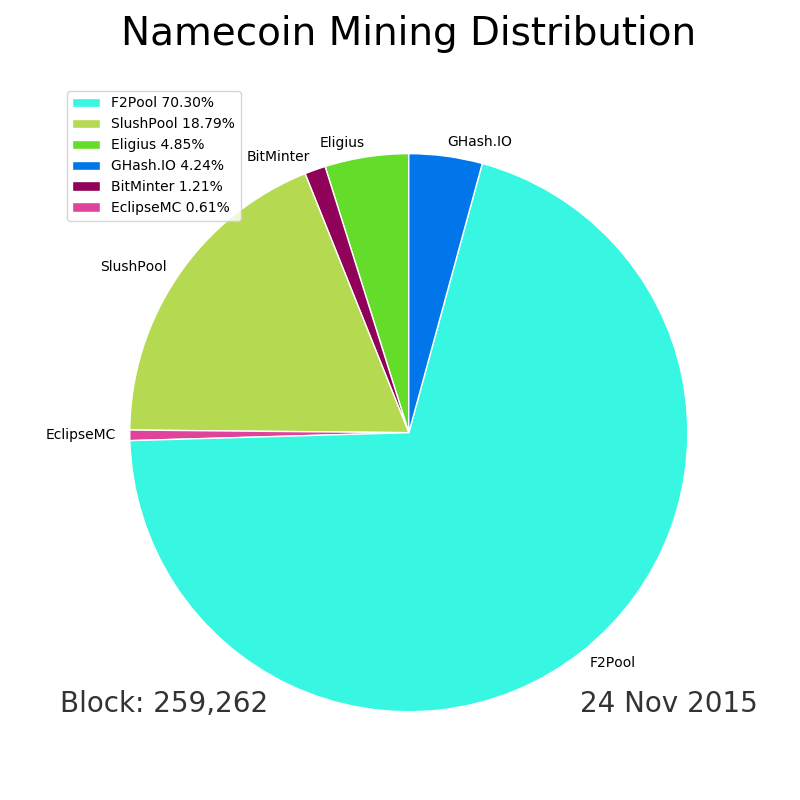 Namecoin Mining Distribution
F2Pool 70.30%
SlushPool 18.79%
Eligius 4.85%
GHash.IO 4.24%
BitMinter 1.21%
EclipseMC 0.61%
GHash.IO
Eligius
BitMinter
SlushPool
EclipseMC
F2Pool
Block: 259,262
24 Nov 2015